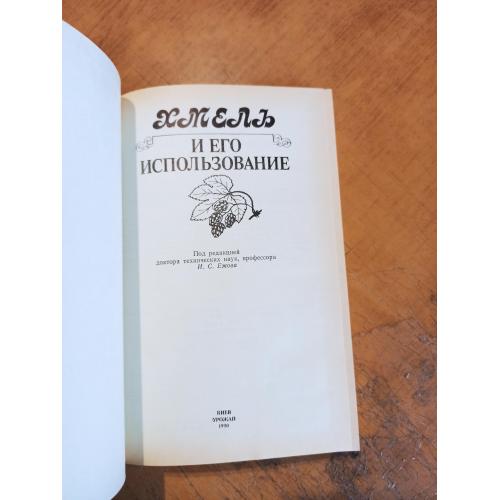 ХМЕЛЬ
И ЕГО
ИСПОЛЬЗОВАНИЕ
Под редакцией
доктора технических наук, профессора
И. С. Ежова
КИЕВ
УРОЖАЙ
1990